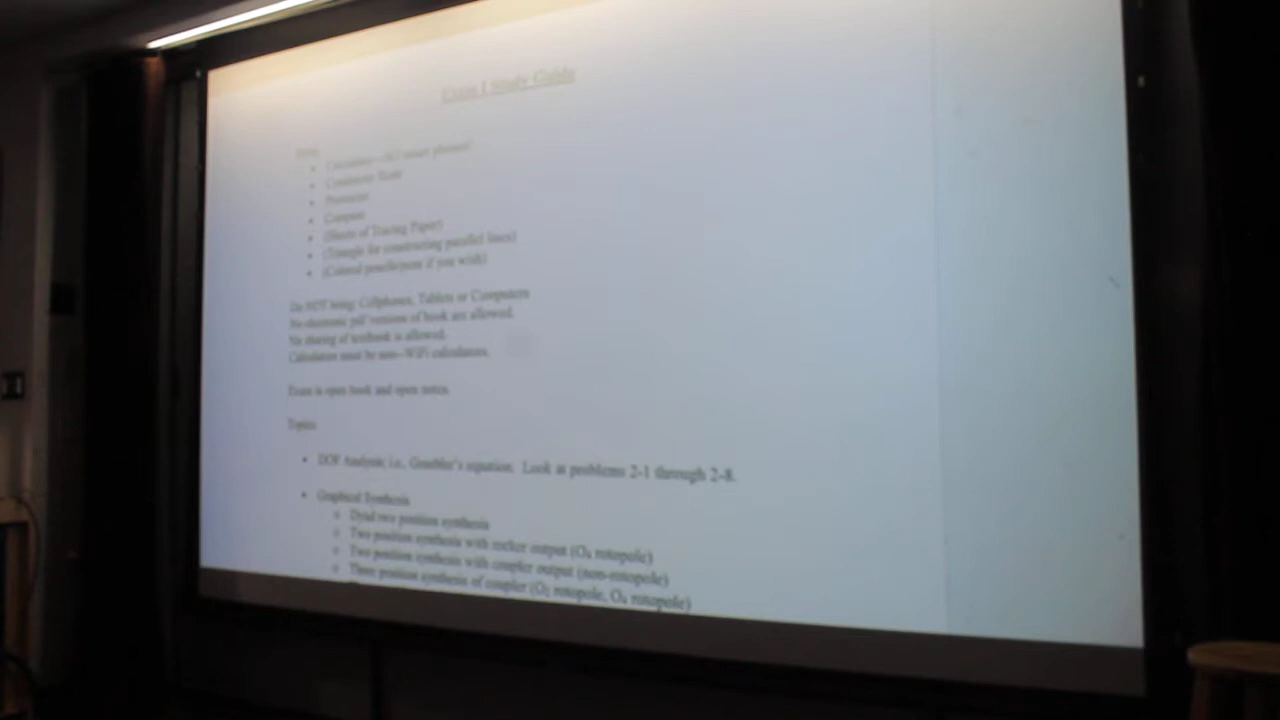 Exam I Study Guide
Bring
Calculator—NO smart phones!
Protractor
Compass
(Sheets of Tracing Paper)
(Triangle for constructing parallel lines)
(Colored pencils/pens if you wish)
Do NOT bring: Cellphones, Tablets or Computers
No electronic pdf versions of book are allowed.
No sharing of textbook is allowed.
Calculators must be non-WiFi calculators.
Exam is open book and open notes.
Topics
DOF Analysis: i.e., Gruebler's equation. Look at problems 2-1 through 2-8.
Graphical Synthesis
Dyad two position synthesis
Two position synthesis with rocker output (O₄ rotopole)
Two position synthesis with coupler output (non-rotopole)
Three position synthesis of coupler (O₂ rotopole, O₄ rotopole)